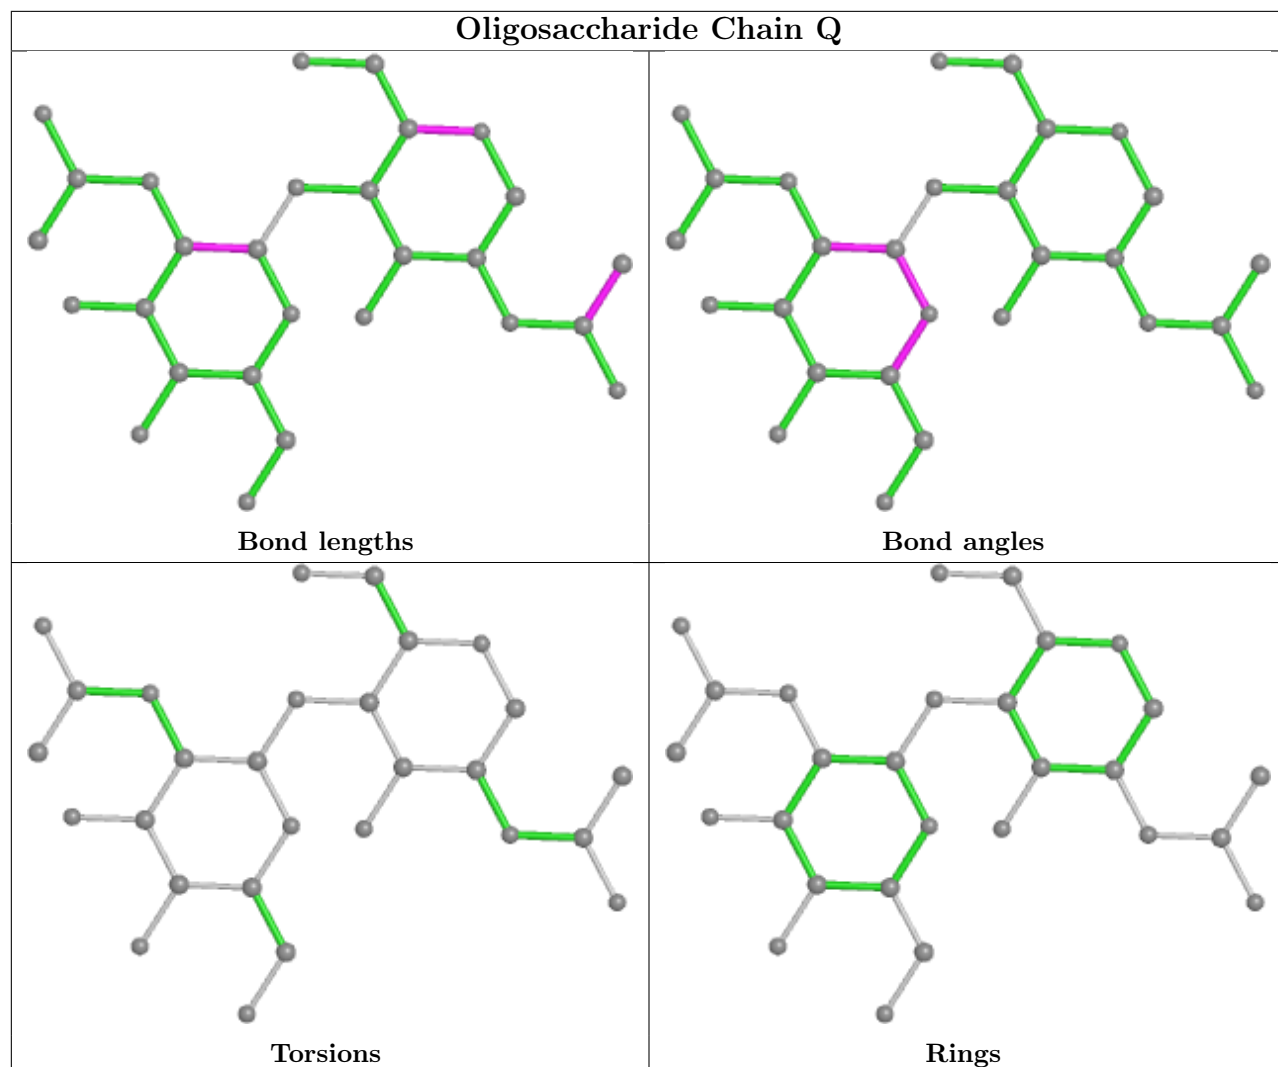 Oligosaccharide Chain Q
Bond lengths
Bond angles
Torsions
Rings